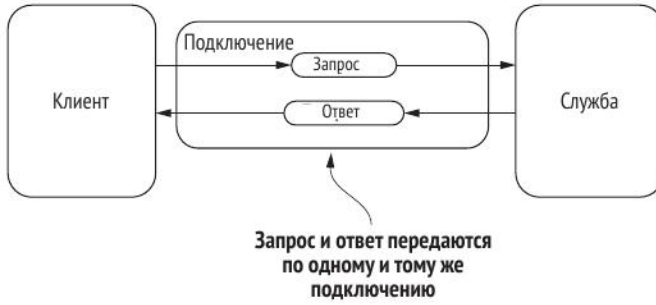 Подключение
Запрос
Клиент
Служба
Ответ
Запрос и ответ передаются
по одному и тому же
подключению